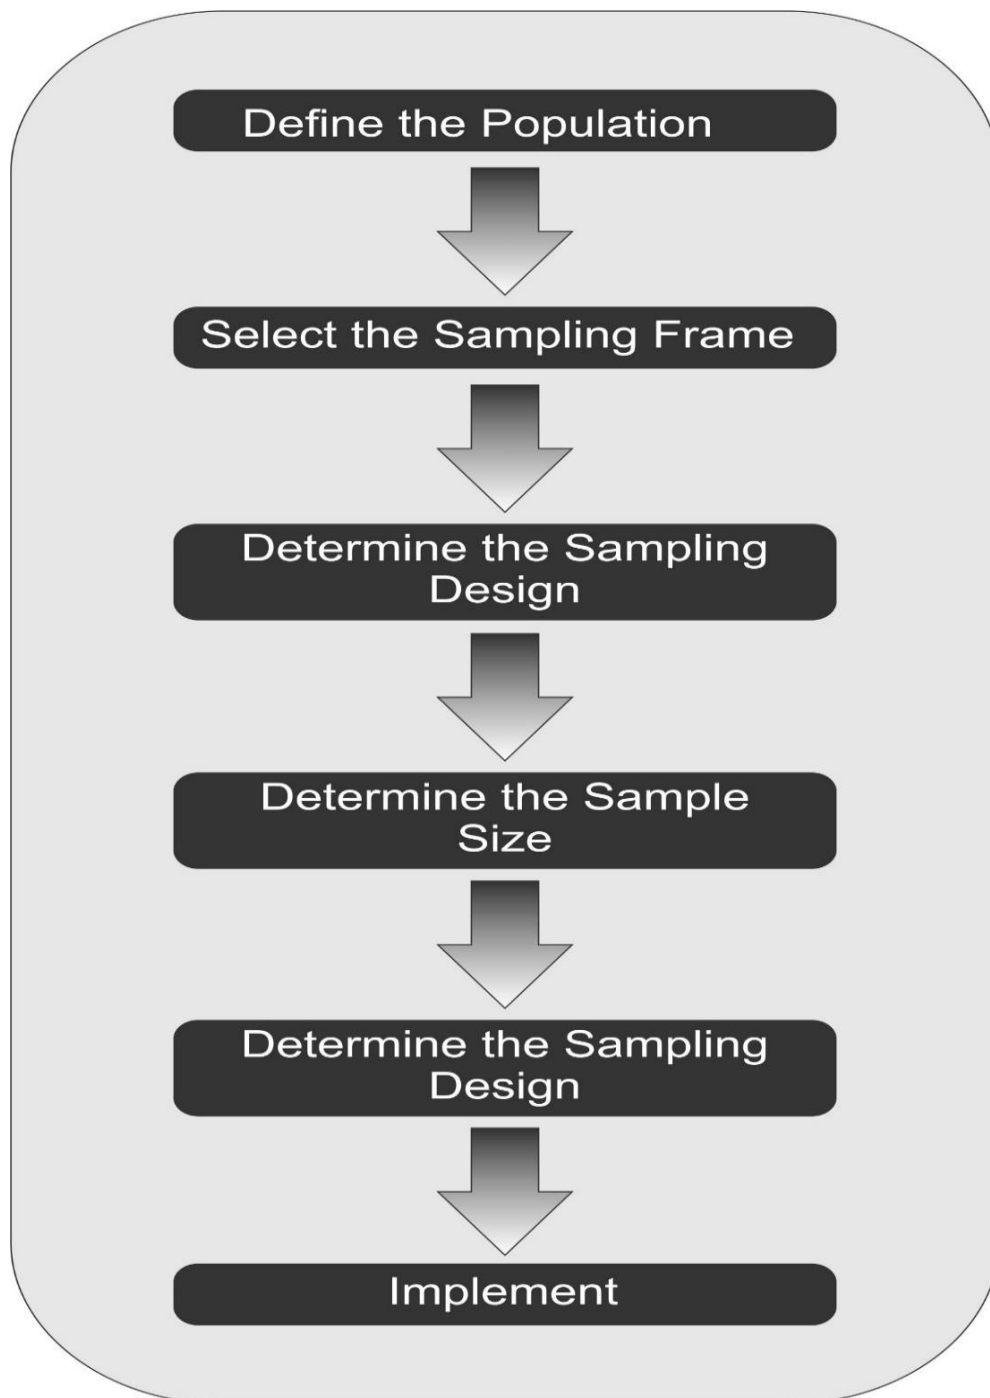 Define the Population
Select the Sampling Frame
Determine the Sampling
Design
Determine the Sample
Size
Determine the Sampling
Design
Implement